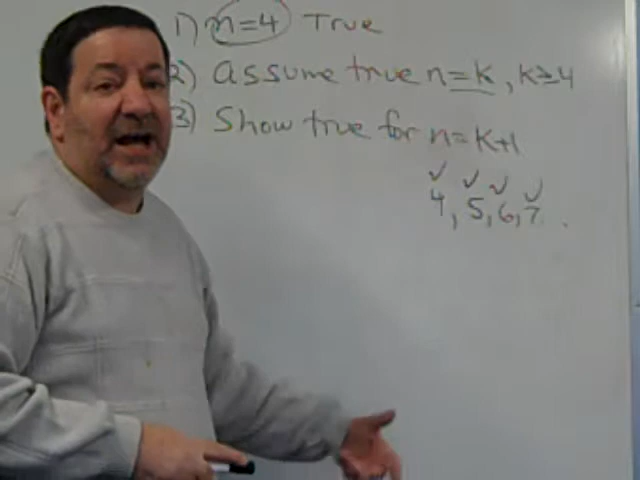 1) n=4 True
2) Assume true n=k, k≥4
3) Show true for n=k+1
✓ ✓ ✓ ✓
4, 5, 6, 7 .